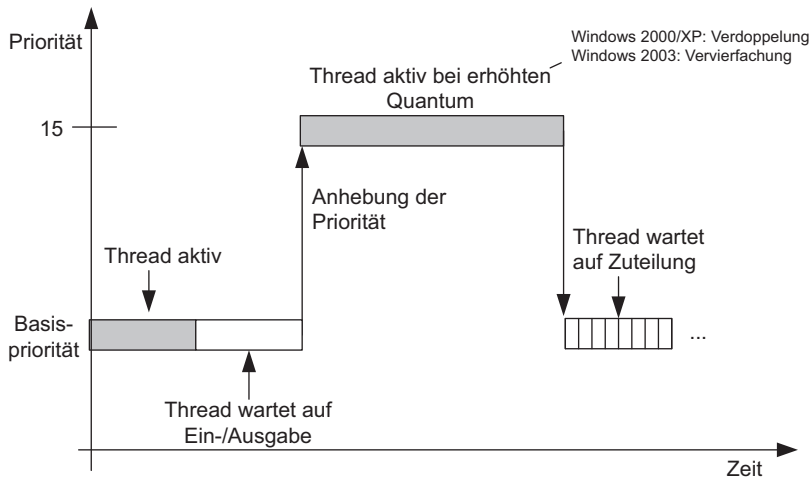 Priorität
Windows 2000/XP: Verdoppelung
Windows 2003: Vervierfachung
Thread aktiv bei erhöhten
Quantum
15
Anhebung der
Priorität
Thread aktiv
Thread wartet
auf Zuteilung
Basis-
priorität
...
Thread wartet auf
Ein-/Ausgabe
Zeit